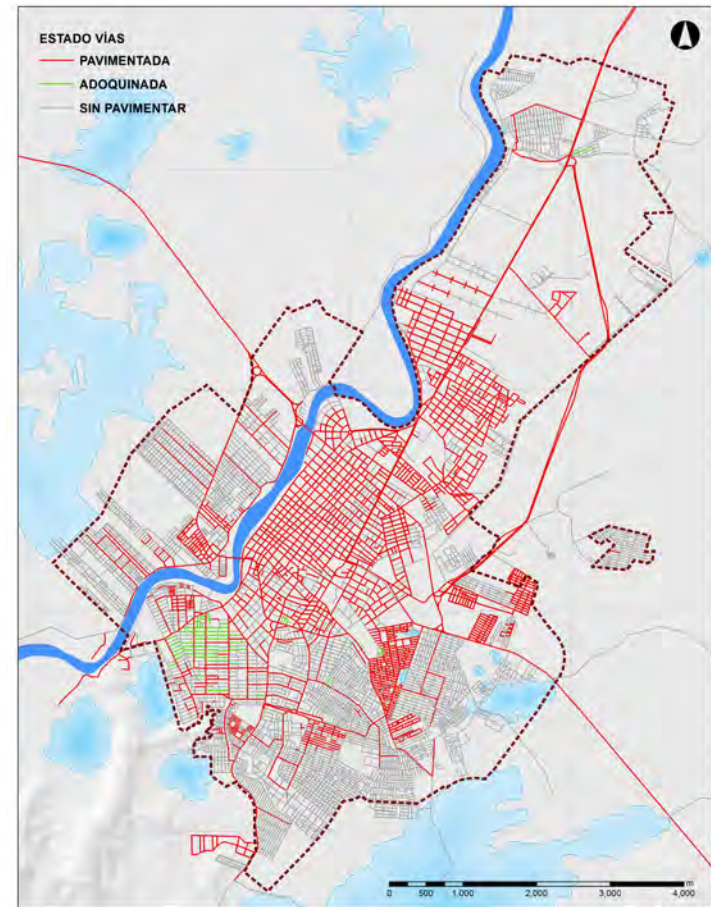 ESTADO VÍAS
PAVIMENTADA
ADOQUINADA
SIN PAVIMENTAR
0 500 1,000 2,000 3,000 4,000 m